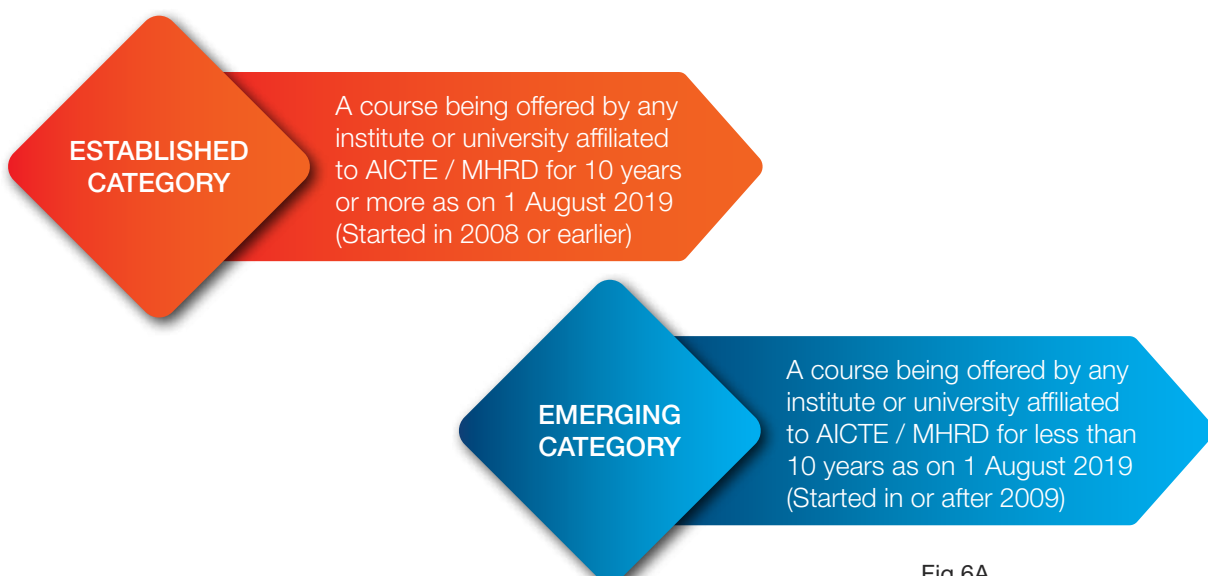 ESTABLISHED
CATEGORY
A course being offered by any
institute or university affiliated
to AICTE / MHRD for 10 years
or more as on 1 August 2019
(Started in 2008 or earlier)
EMERGING
CATEGORY
A course being offered by any
institute or university affiliated
to AICTE / MHRD for less than
10 years as on 1 August 2019
(Started in or after 2009)
Fig 6A